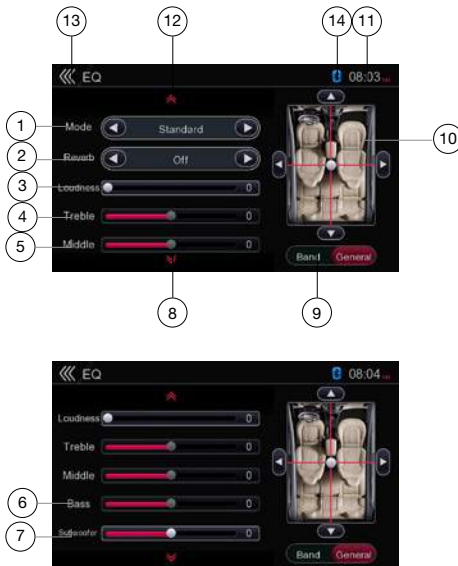 13
12
14
11
EQ
08:03
1
Mode
Standard
10
2
Reverb
Off
3
Loudness
0
4
Treble
0
5
Middle
0
Band
General
8
9
EQ
08:04
Loudness
0
Treble
0
Middle
0
6
Bass
0
7
Subwoofer
0
Band
General